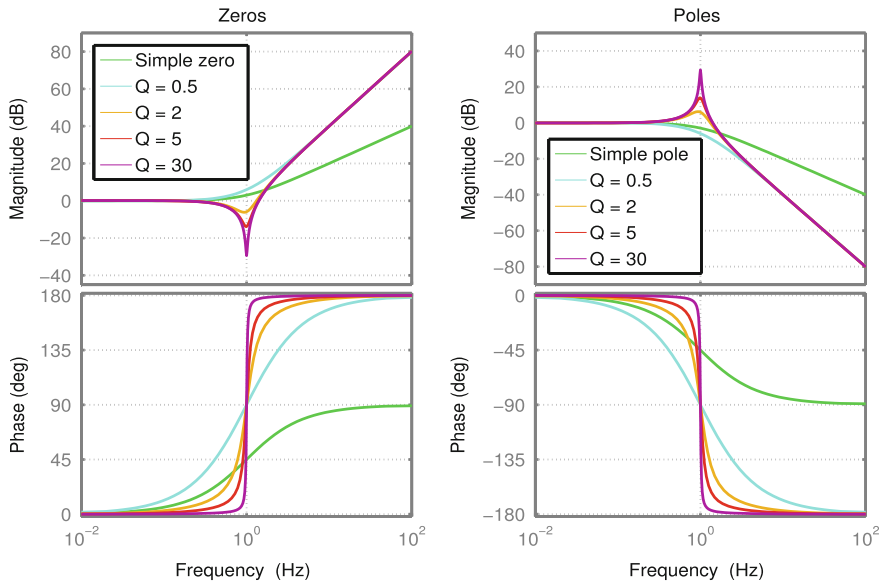 Zeros
Magnitude (dB)
80
60
40
20
0
−20
−40
Simple zero
Q = 0.5
Q = 2
Q = 5
Q = 30
Phase (deg)
180
135
90
45
0
10−2
100
102
Frequency (Hz)
Poles
Magnitude (dB)
40
20
0
−20
−40
−60
−80
Simple pole
Q = 0.5
Q = 2
Q = 5
Q = 30
Phase (deg)
0
−45
−90
−135
−180
10−2
100
102
Frequency (Hz)